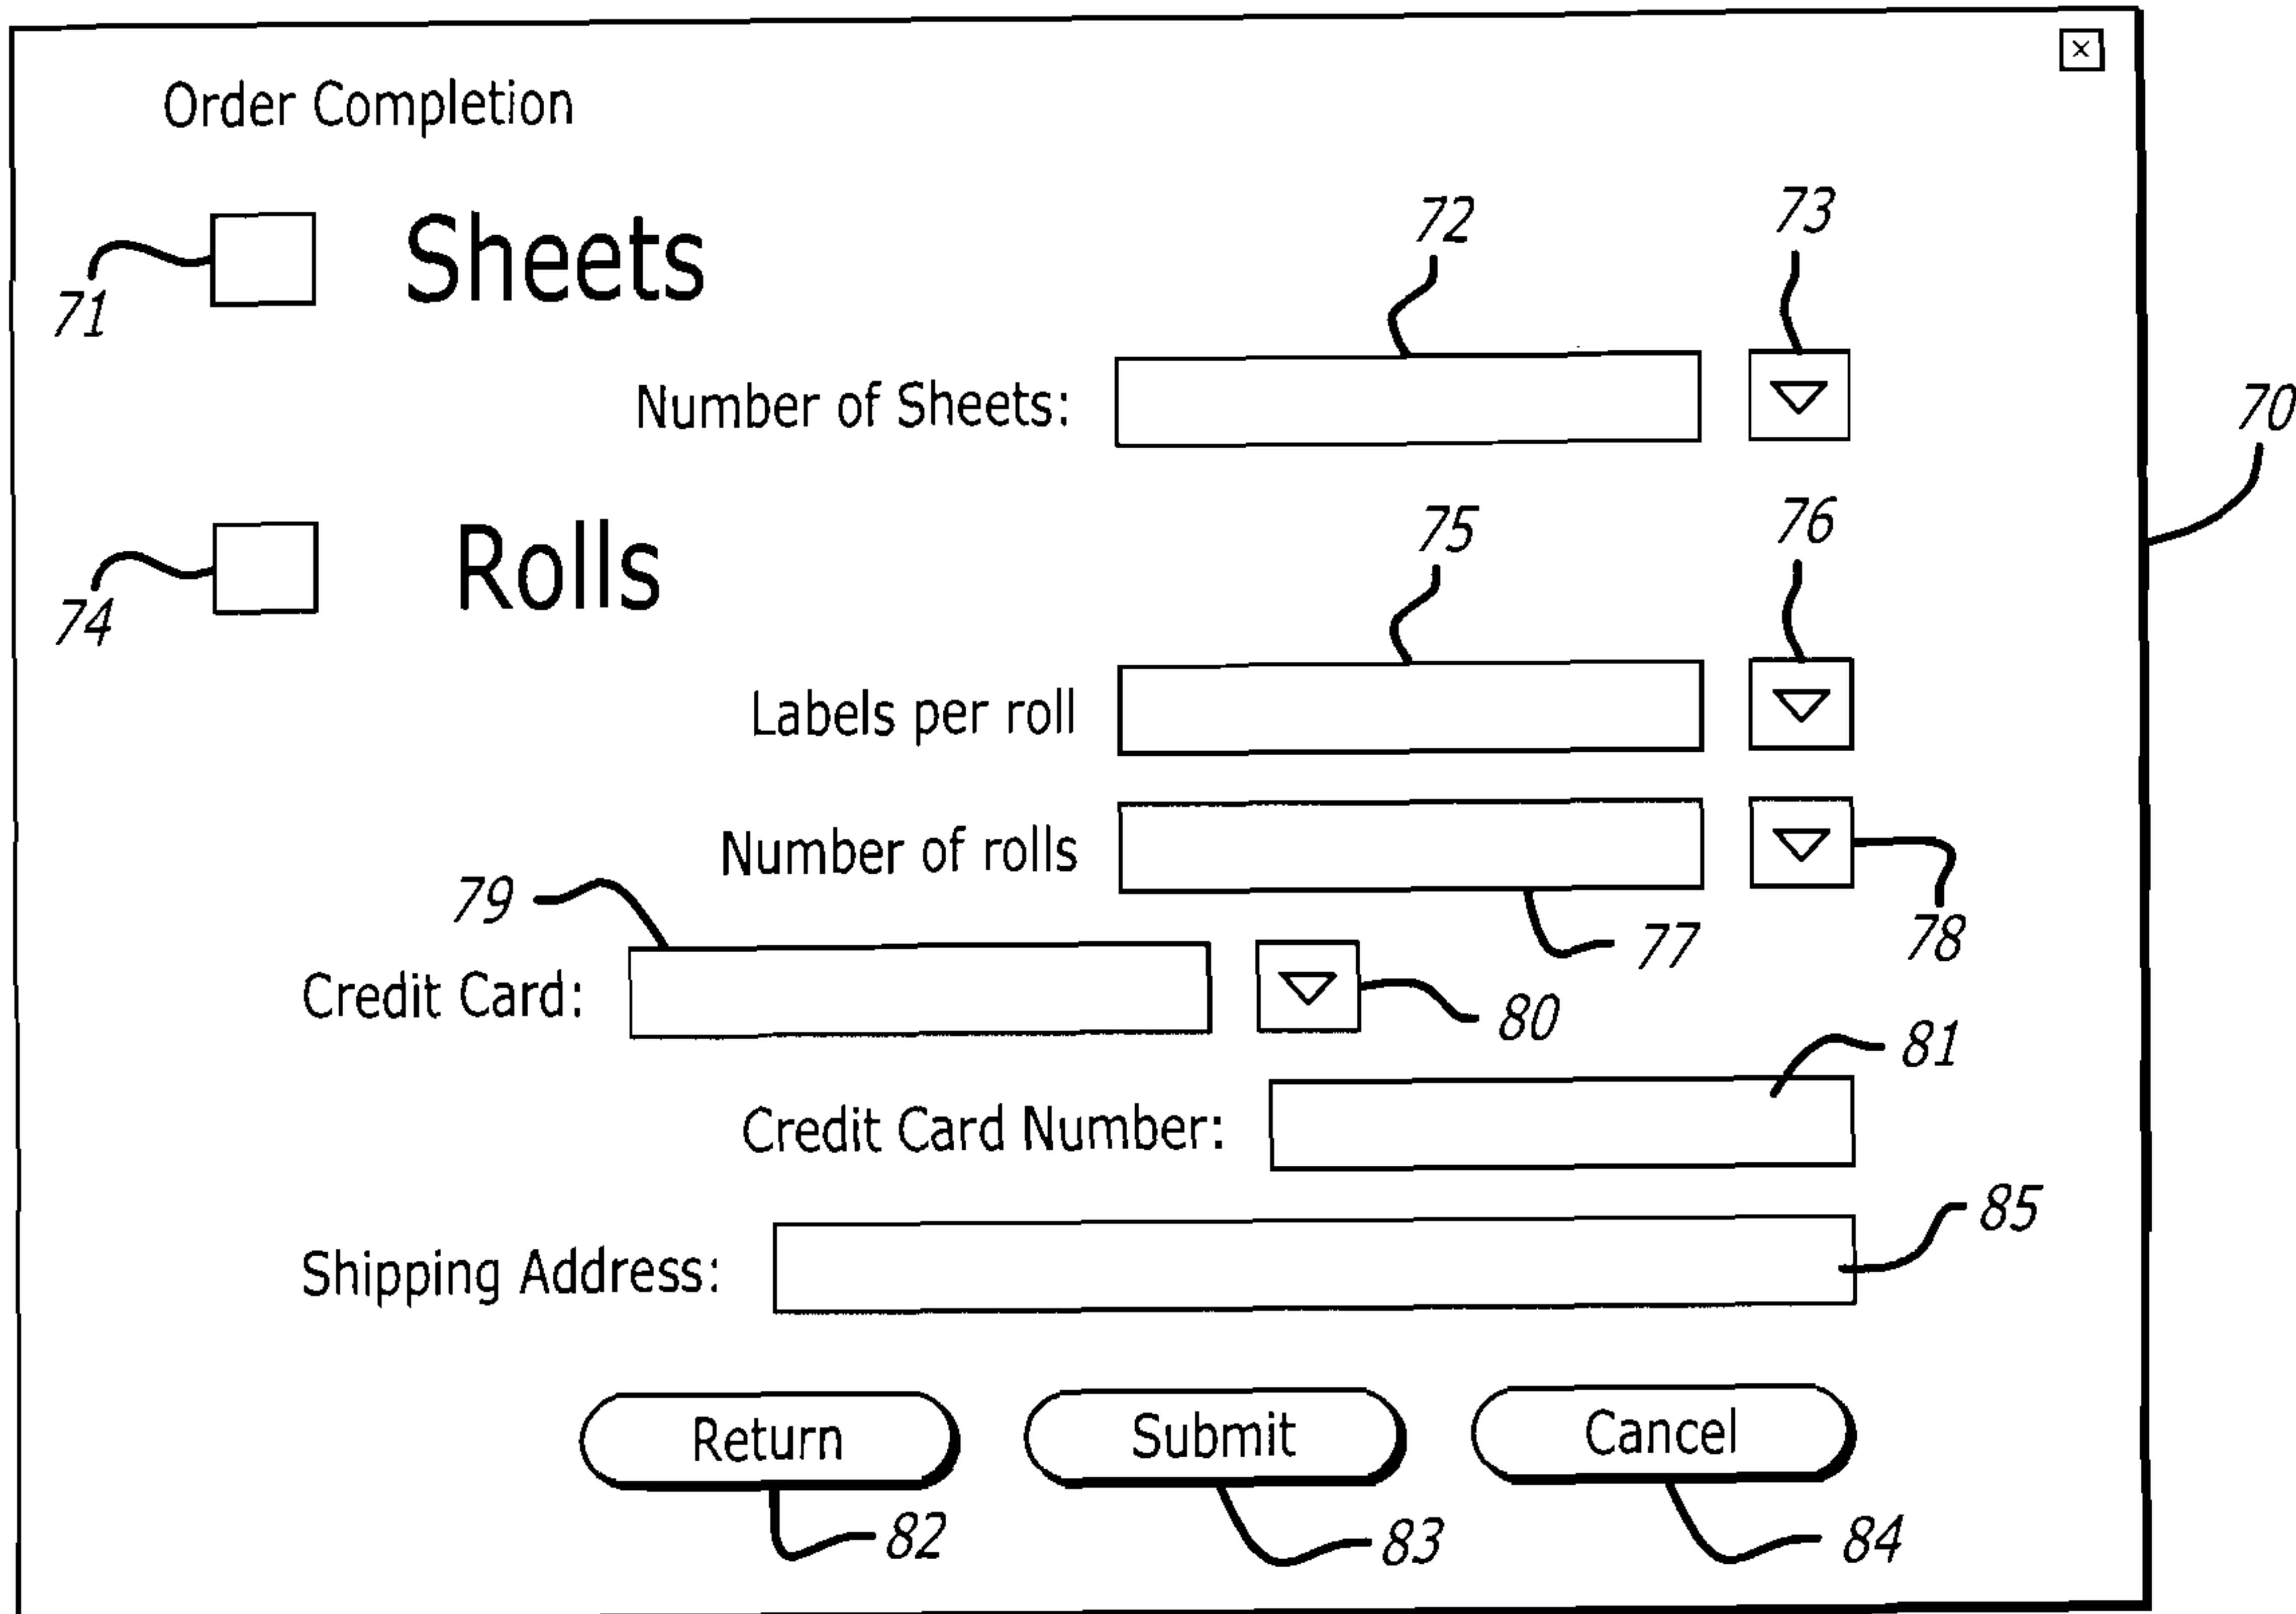 ×
Order Completion
72 73
Sheets
71
Number of Sheets:
70
75 76
Rolls
74
Labels per roll
Number of rolls
79
77 78
Credit Card:
80
81
Credit Card Number:
85
Shipping Address:
Return Submit Cancel
82 83 84